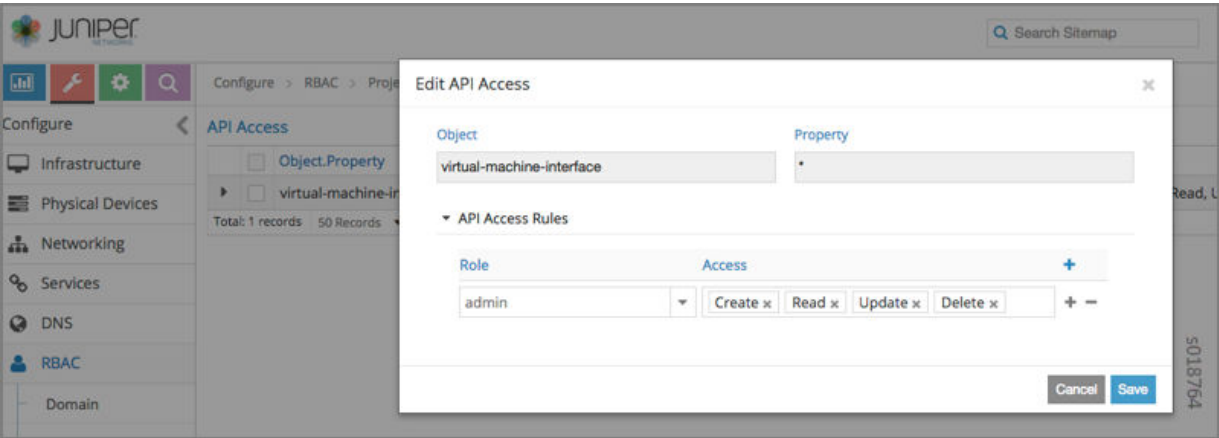 JUNIPER
NETWORKS
Search Sitemap
Configure > RBAC > Proje
Configure
Infrastructure
Physical Devices
Networking
Services
DNS
RBAC
Domain
API Access
Object.Property
virtual-machine-in
Total: 1 records 50 Records
Read, U
Edit API Access ×
Object Property
virtual-machine-interface *
API Access Rules
Role Access +
admin Create × Read × Update × Delete × + −
Cancel Save
s018764